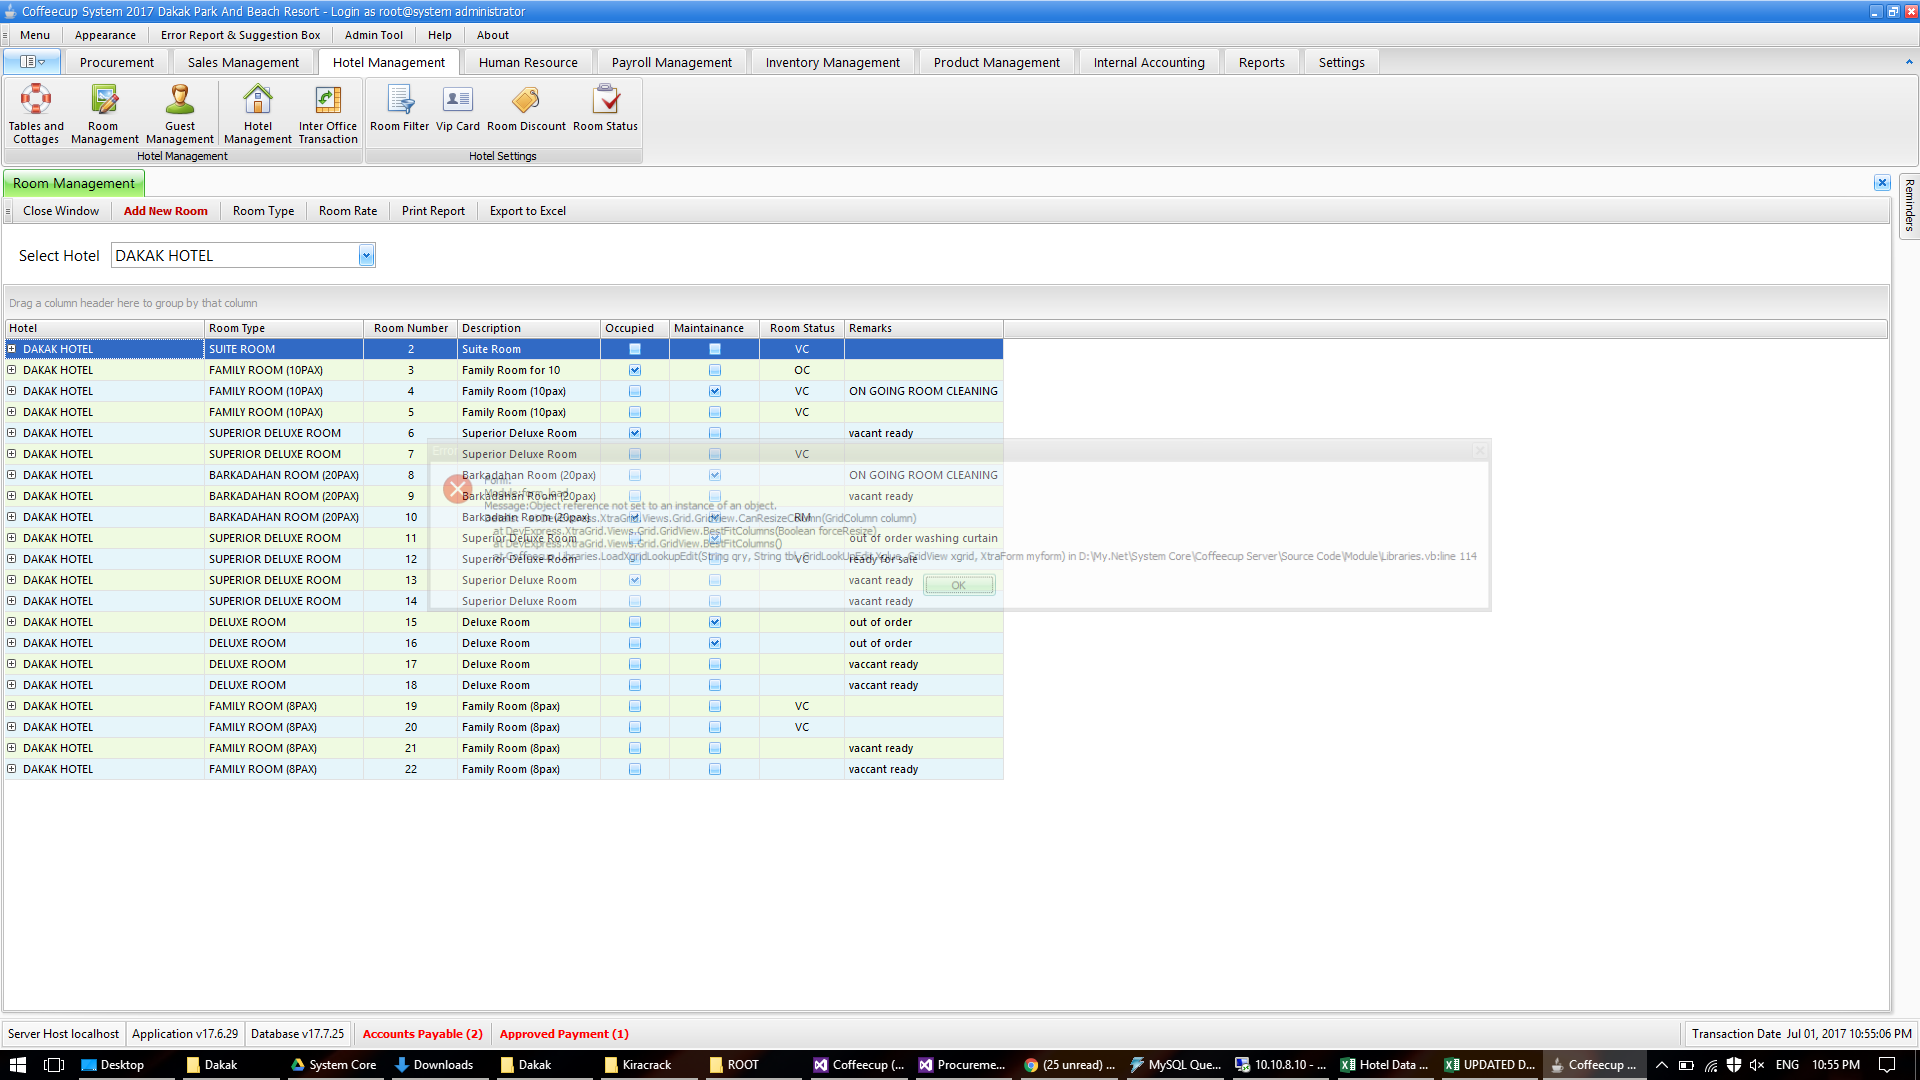 Coffeecup System 2017 Dakak Park And Beach Resort - Login as root@system administrator
Menu Appearance Error Report & Suggestion Box Admin Tool Help About
Procurement Sales Management Hotel Management Human Resource Payroll Management Inventory Management Product Management Internal Accounting Reports Settings
Tables and Cottages Room Management Guest Management Hotel Management Inter Office Transaction Room Filter Vip Card Room Discount Room Status
Hotel Management Hotel Settings
Room Management
Reminders
Close Window Add New Room Room Type Room Rate Print Report Export to Excel
Select Hotel DAKAK HOTEL
Drag a column header here to group by that column
Hotel Room Type Room Number Description Occupied Maintainance Room Status Remarks
DAKAK HOTEL SUITE ROOM 2 Suite Room VC
DAKAK HOTEL FAMILY ROOM (10PAX) 3 Family Room for 10 OC
DAKAK HOTEL FAMILY ROOM (10PAX) 4 Family Room (10pax) VC ON GOING ROOM CLEANING
DAKAK HOTEL FAMILY ROOM (10PAX) 5 Family Room (10pax) VC
DAKAK HOTEL SUPERIOR DELUXE ROOM 6 Superior Deluxe Room vacant ready
DAKAK HOTEL SUPERIOR DELUXE ROOM 7 Superior Deluxe Room VC
DAKAK HOTEL BARKADAHAN ROOM (20PAX) 8 Barkadahan Room (20pax) ON GOING ROOM CLEANING
DAKAK HOTEL BARKADAHAN ROOM (20PAX) 9 Barkadahan Room (20pax) vacant ready
DAKAK HOTEL BARKADAHAN ROOM (20PAX) 10 Barkadahan Room (20pax) RM
DAKAK HOTEL SUPERIOR DELUXE ROOM 11 Superior Deluxe Room out of order washing curtain
DAKAK HOTEL SUPERIOR DELUXE ROOM 12 Superior Deluxe Room VC ready for sale
DAKAK HOTEL SUPERIOR DELUXE ROOM 13 Superior Deluxe Room vacant ready
DAKAK HOTEL SUPERIOR DELUXE ROOM 14 Superior Deluxe Room vacant ready
DAKAK HOTEL DELUXE ROOM 15 Deluxe Room out of order
DAKAK HOTEL DELUXE ROOM 16 Deluxe Room out of order
DAKAK HOTEL DELUXE ROOM 17 Deluxe Room vaccant ready
DAKAK HOTEL DELUXE ROOM 18 Deluxe Room vaccant ready
DAKAK HOTEL FAMILY ROOM (8PAX) 19 Family Room (8pax) VC
DAKAK HOTEL FAMILY ROOM (8PAX) 20 Family Room (8pax) VC
DAKAK HOTEL FAMILY ROOM (8PAX) 21 Family Room (8pax) vacant ready
DAKAK HOTEL FAMILY ROOM (8PAX) 22 Family Room (8pax) vaccant ready
Error
Form:
Module:form_load
Message:Object reference not set to an instance of an object.
Details: at DevExpress.XtraGrid.Views.Grid.GridView.CanResizeColumn(GridColumn column)
at DevExpress.XtraGrid.Views.Grid.GridView.BestFitColumns(Boolean forceResize)
at DevExpress.XtraGrid.Views.Grid.GridView.BestFitColumns()
at Coffeecup.Libraries.LoadXgridLookupEdit(String qry, String tbl, GridLookUpEdit Xvlue, GridView xgrid, XtraForm myform) in D:\My.Net\System Core\Coffeecup Server\Source Code\Module\Libraries.vb:line 114
OK
Server Host localhost Application v17.6.29 Database v17.7.25 Accounts Payable (2) Approved Payment (1) Transaction Date Jul 01, 2017 10:55:06 PM
Desktop Dakak System Core Downloads Dakak Kiracrack ROOT Coffeecup (... Procureme... (25 unread) ... MySQL Que... 10.10.8.10 - ... Hotel Data ... UPDATED D... Coffeecup ... ENG 10:55 PM